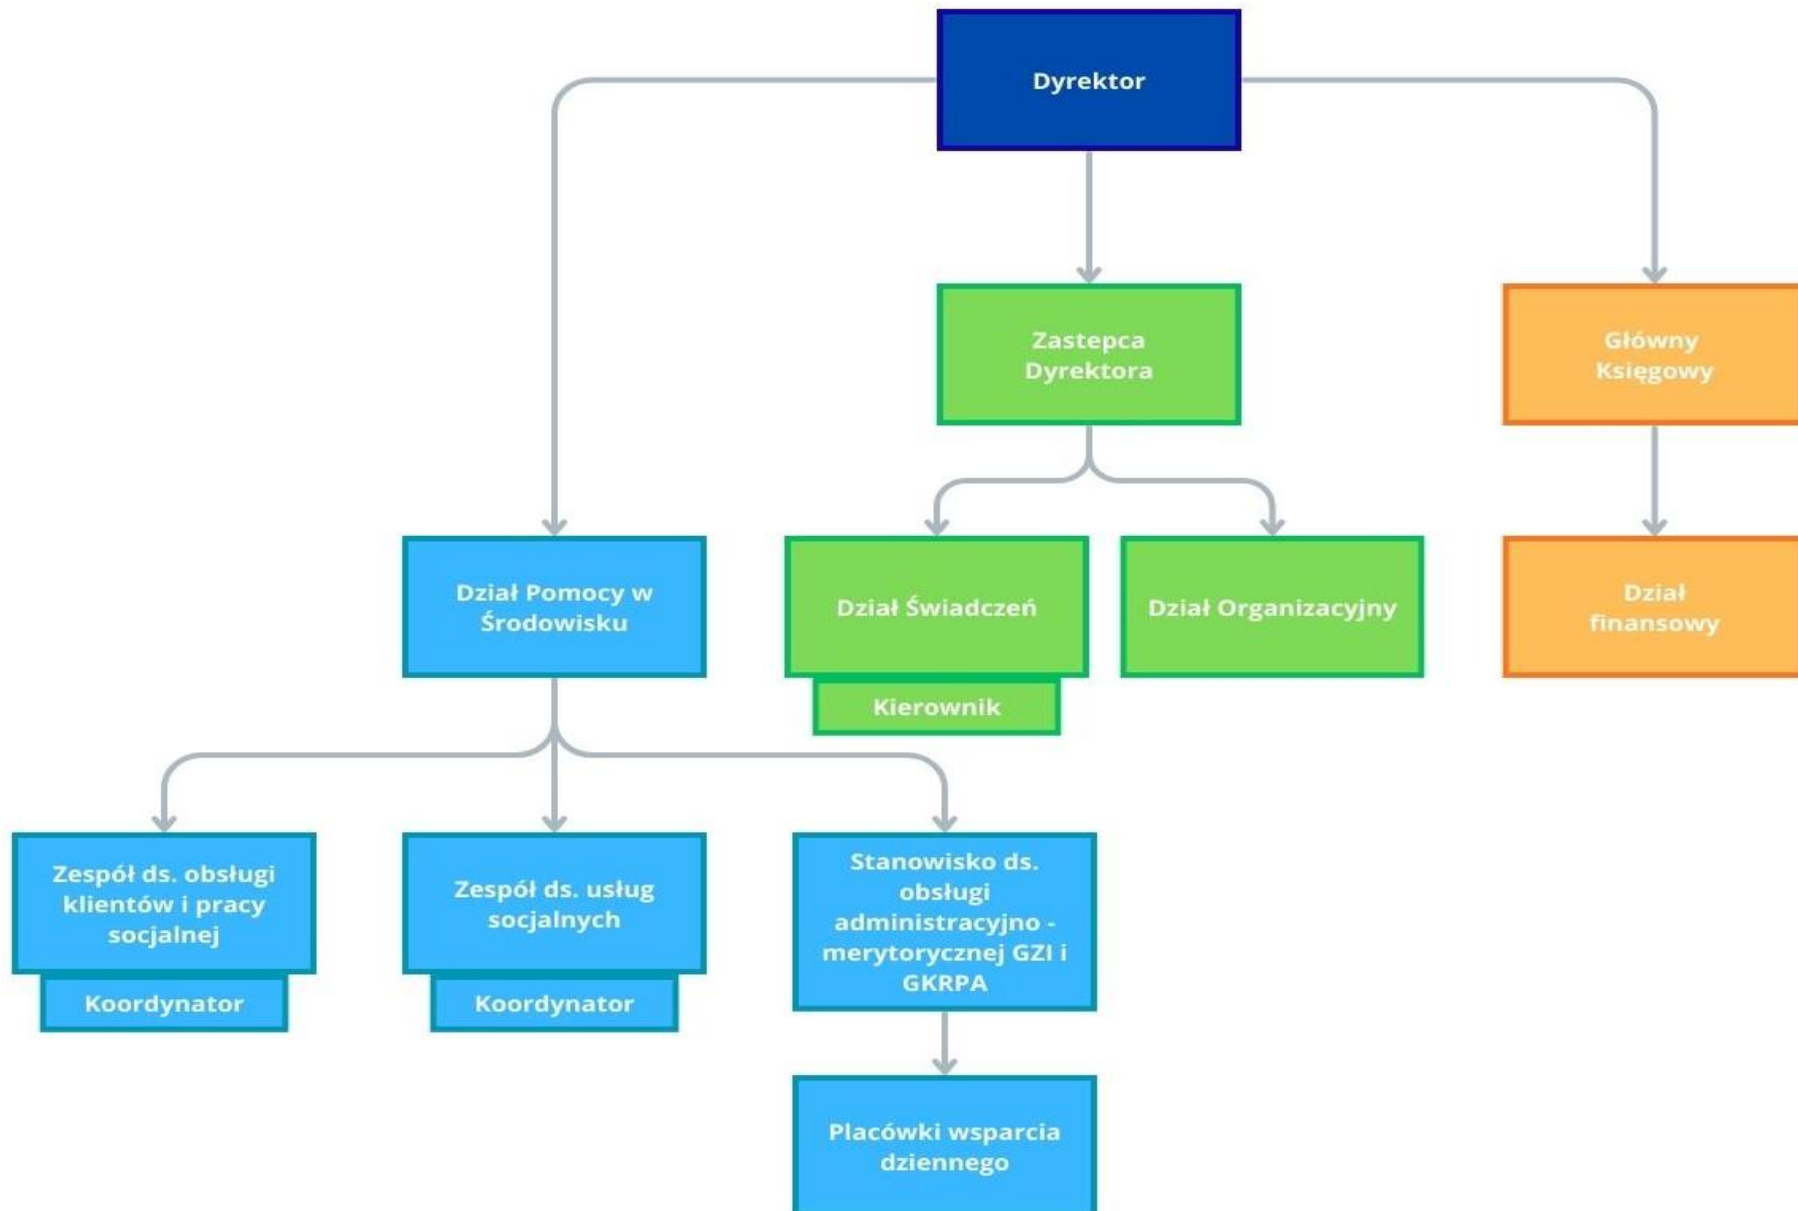 Dyrektor
Zastepca
Dyrektora
Główny
Księgowy
Dział Pomocy w
Środowisku
Dział Świadczeń
Kierownik
Dział Organizacyjny
Dział
finansowy
Zespół ds. obsługi
klientów i pracy
socjalnej
Koordynator
Zespół ds. usług
socjalnych
Koordynator
Stanowisko ds.
obsługi
administracyjno -
merytorycznej GZI i
GKRPA
Placówki wsparcia
dziennego